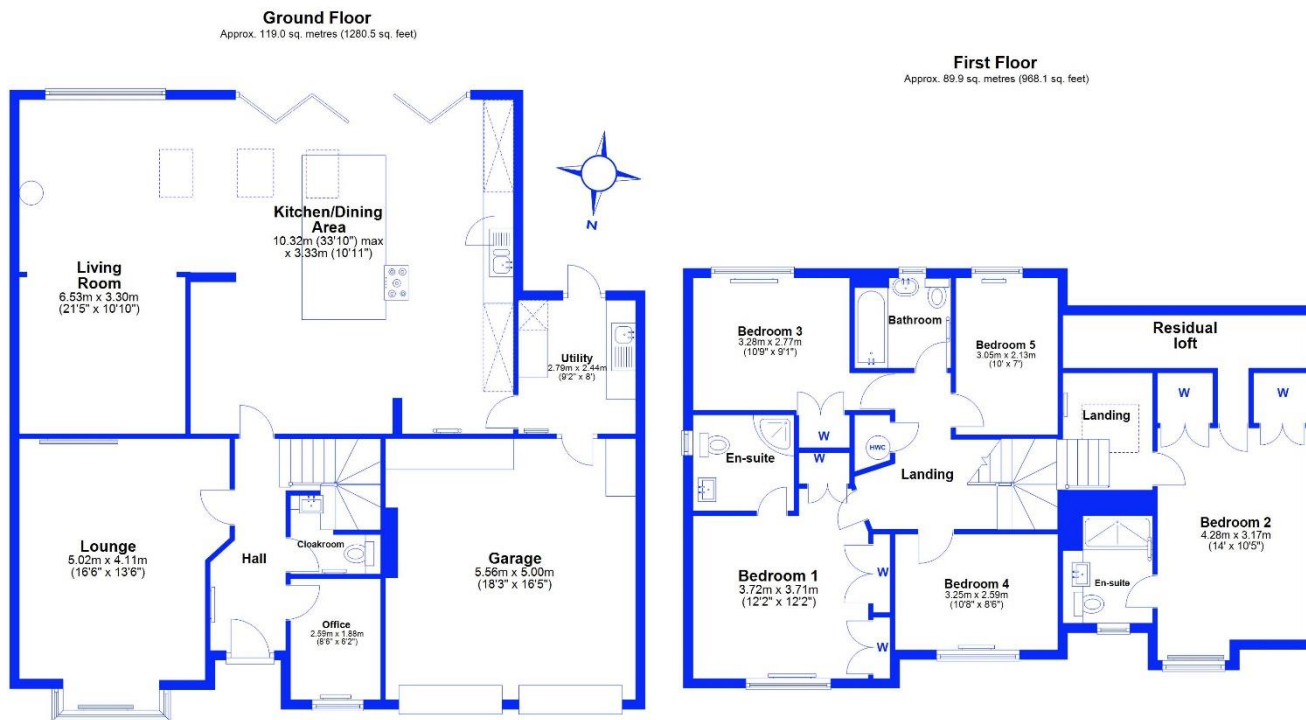 Ground Floor
Approx. 119.0 sq. metres (1280.5 sq. feet)
Kitchen/Dining
Area
10.32m (33'10") max
x 3.33m (10'11")
Living
Room
6.53m x 3.30m
(21'5" x 10'10")
N
Utility
2.79m x 2.44m
(9'2" x 8')
Lounge
5.02m x 4.11m
(16'6" x 13'6")
Hall
Cloakroom
Office
2.59m x 1.88m
(8'6" x 6'2")
Garage
5.56m x 5.00m
(18'3" x 16'5")
First Floor
Approx. 89.9 sq. metres (968.1 sq. feet)
Bedroom 3
3.28m x 2.77m
(10'9" x 9'1")
Bathroom
Bedroom 5
3.05m x 2.13m
(10' x 7')
Residual
loft
Landing
W
W
En-suite
W
W
HWC
Landing
Bedroom 1
3.72m x 3.71m
(12'2" x 12'2")
W
W
Bedroom 4
3.25m x 2.59m
(10'8" x 8'6")
En-suite
Bedroom 2
4.28m x 3.17m
(14' x 10'5")